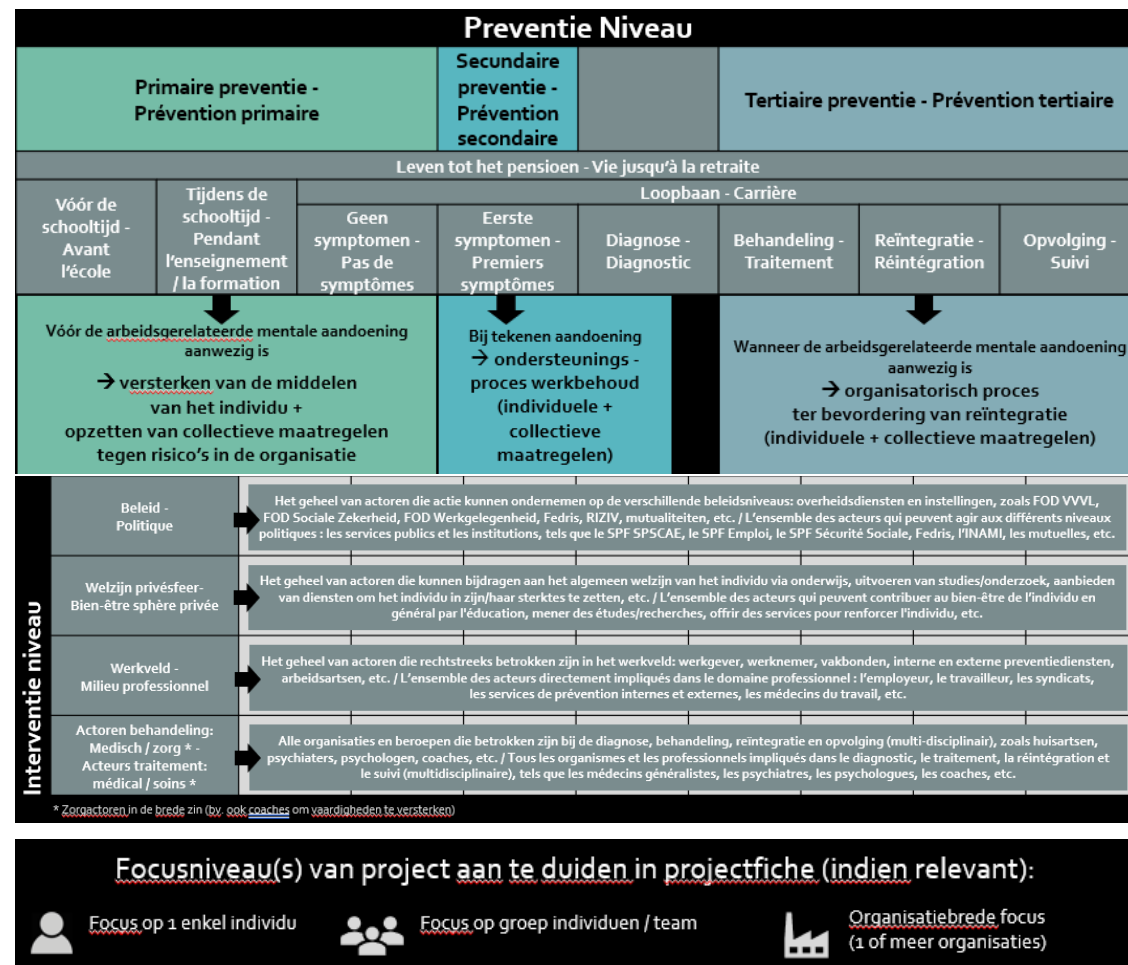 Preventie Niveau
Primaire preventie -
Prévention primaire
Secundaire
preventie -
Prévention
secondaire
Tertiaire preventie - Prévention tertiaire
Leven tot het pensioen - Vie jusqu'à la retraite
Vóór de
schooltijd -
Avant
l'école
Tijdens de
schooltijd -
Pendant
l'enseignement
/ la formation
Loopbaan - Carrière
Geen
symptomen -
Pas de
symptômes
Eerste
symptomen -
Premiers
symptômes
Diagnose -
Diagnostic
Behandeling -
Traitement
Reïntegratie -
Réintégration
Opvolging -
Suivi
Vóór de arbeidsgerelateerde mentale aandoening
aanwezig is
→ versterken van de middelen
van het individu +
opzetten van collectieve maatregelen
tegen risico's in de organisatie
Bij tekenen aandoening
→ ondersteunings -
proces werkbehoud
(individuele +
collectieve
maatregelen)
Wanneer de arbeidsgerelateerde mentale aandoening
aanwezig is
→ organisatorisch proces
ter bevordering van reïntegratie
(individuele + collectieve maatregelen)
Interventie niveau
Beleid -
Politique
Het geheel van actoren die actie kunnen ondernemen op de verschillende beleidsniveaus: overheidsdiensten en instellingen, zoals FOD VVVL,
FOD Sociale Zekerheid, FOD Werkgelegenheid, Fedris, RIZIV, mutualiteiten, etc. / L'ensemble des acteurs qui peuvent agir aux différents niveaux
politiques : les services publics et les institutions, tels que le SPF SPSCAE, le SPF Emploi, le SPF Sécurité Sociale, Fedris, l'INAMI, les mutuelles, etc.
Welzijn privésfeer-
Bien-être sphère privée
Het geheel van actoren die kunnen bijdragen aan het algemeen welzijn van het individu via onderwijs, uitvoeren van studies/onderzoek, aanbieden
van diensten om het individu in zijn/haar sterktes te zetten, etc. / L'ensemble des acteurs qui peuvent contribuer au bien-être de l'individu en
général par l'éducation, mener des études/recherches, offrir des services pour renforcer l'individu, etc.
Werkveld -
Milieu professionnel
Het geheel van actoren die rechtstreeks betrokken zijn in het werkveld: werkgever, werknemer, vakbonden, interne en externe preventiediensten,
arbeidsartsen, etc. / L'ensemble des acteurs directement impliqués dans le domaine professionnel : l'employeur, le travailleur, les syndicats,
les services de prévention internes et externes, les médecins du travail, etc.
Actoren behandeling:
Medisch / zorg * -
Acteurs traitement:
médical / soins *
Alle organisaties en beroepen die betrokken zijn bij de diagnose, behandeling, reïntegratie en opvolging (multi-disciplinair), zoals huisartsen,
psychiaters, psychologen, coaches, etc. / Tous les organismes et les professionnels impliqués dans le diagnostic, le traitement, la réintégration et
le suivi (multidisciplinaire), tels que les médecins généralistes, les psychiatres, les psychologues, les coaches, etc.
* Zorgactoren in de brede zin (bv. ook coaches om vaardigheden te versterken)
Focusniveau(s) van project aan te duiden in projectfiche (indien relevant):
Focus op 1 enkel individu
Focus op groep individuen / team
Organisatiebrede focus
(1 of meer organisaties)